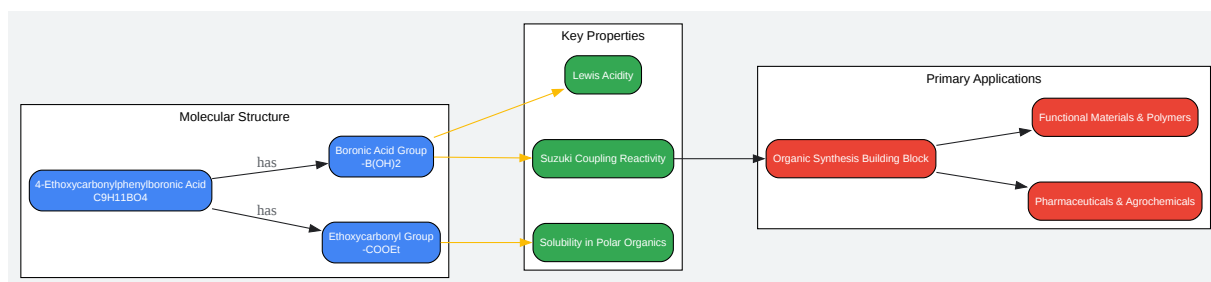 Molecular Structure
4-Ethoxycarbonylphenylboronic Acid
C9H11BO4
has
has
Boronic Acid Group
-B(OH)2
Ethoxycarbonyl Group
-COOEt
Key Properties
Lewis Acidity
Suzuki Coupling Reactivity
Solubility in Polar Organics
Primary Applications
Organic Synthesis Building Block
Functional Materials & Polymers
Pharmaceuticals & Agrochemicals